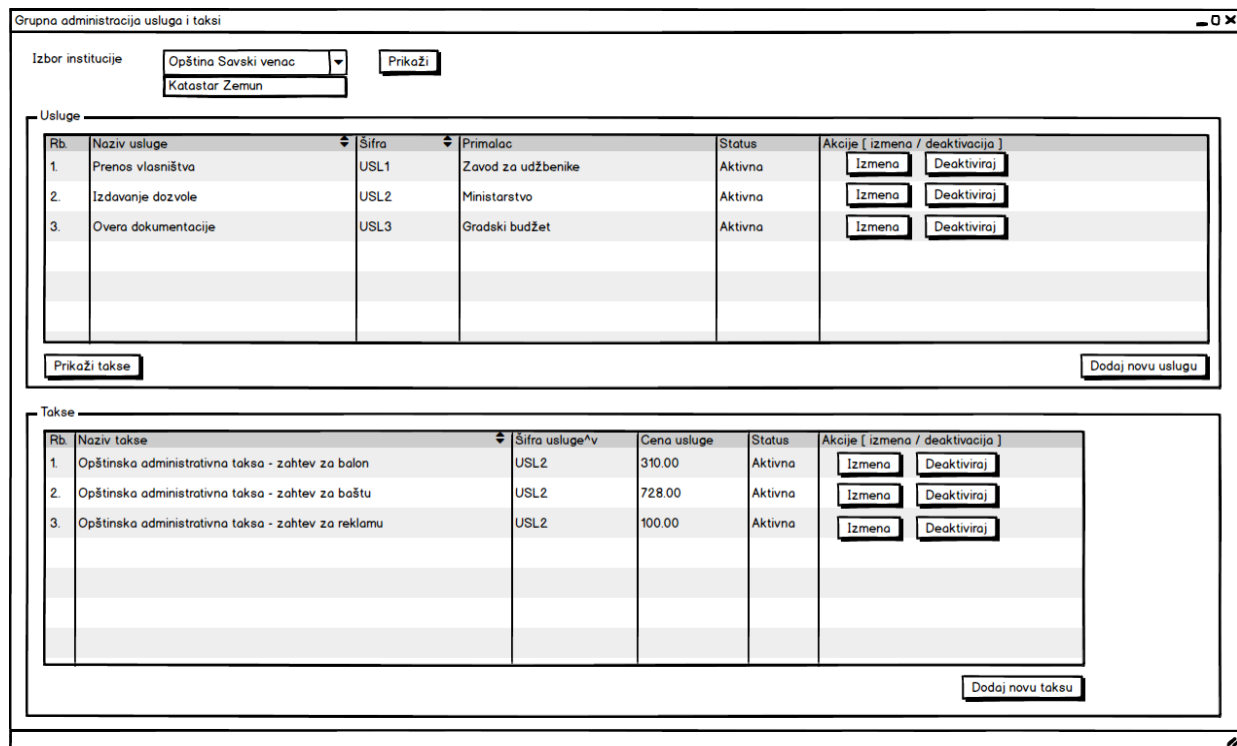 Grupna administracija usluga i taksi
Izbor institucije Opština Savski venac Prikaži
Katastar Zemun
Usluge
Rb. Naziv usluge Šifra Primalac Status Akcije [ izmena / deaktivacija ]
1. Prenos vlasništva USL1 Zavod za udžbenike Aktivna Izmena Deaktiviraj
2. Izdavanje dozvole USL2 Ministarstvo Aktivna Izmena Deaktiviraj
3. Overa dokumentacije USL3 Gradski budžet Aktivna Izmena Deaktiviraj
Prikaži takse Dodaj novu uslugu
Takse
Rb. Naziv takse Šifra usluge^v Cena usluge Status Akcije [ izmena / deaktivacija ]
1. Opštinska administrativna taksa - zahtev za balon USL2 310.00 Aktivna Izmena Deaktiviraj
2. Opštinska administrativna taksa - zahtev za baštu USL2 728.00 Aktivna Izmena Deaktiviraj
3. Opštinska administrativna taksa - zahtev za reklamu USL2 100.00 Aktivna Izmena Deaktiviraj
Dodaj novu taksu